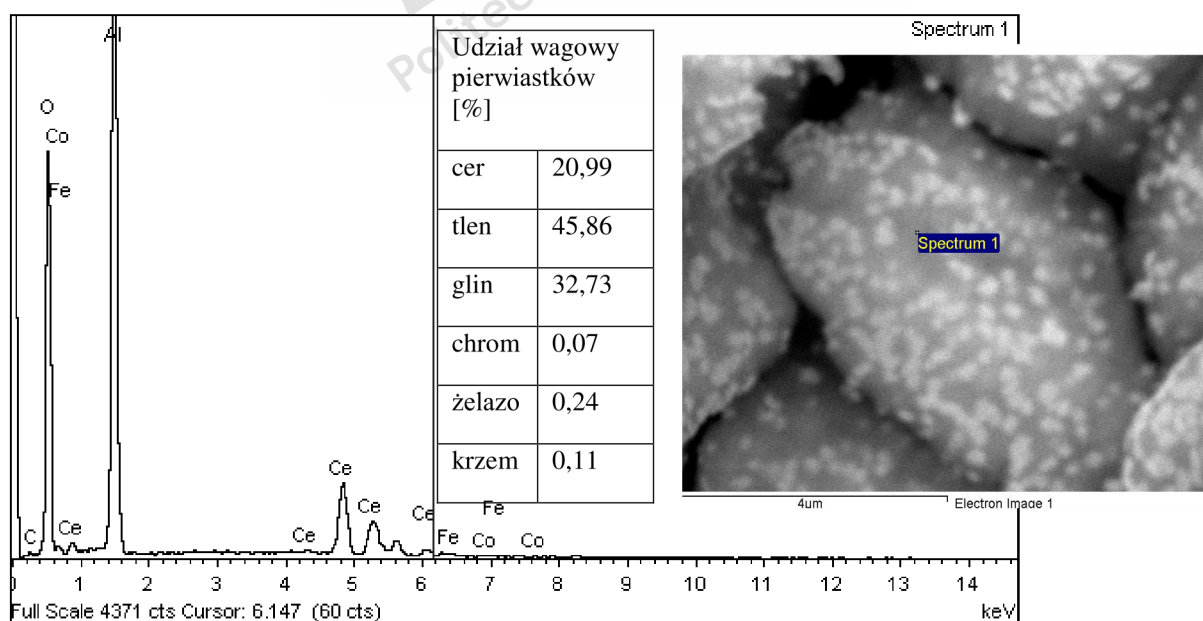 Politec
Spectrum 1
Al
O
Co
Fe
C
Ce
Ce
Ce
Ce
Ce
Fe
Fe
Co
Co
0 1 2 3 4 5 6 7 8 9 10 11 12 13 14
Full Scale 4371 cts Cursor: 6.147 (60 cts)
keV
Udział wagowy
pierwiastków
[%]
cer 20,99
tlen 45,86
glin 32,73
chrom 0,07
żelazo 0,24
krzem 0,11
Spectrum 1
4um
Electron Image 1